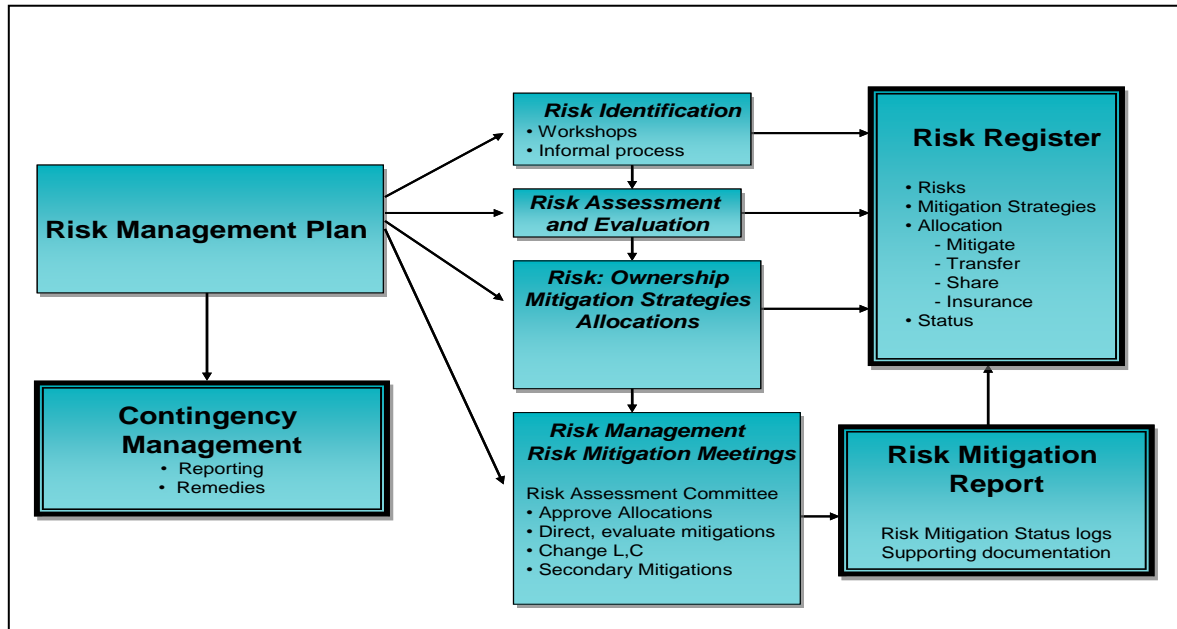 Risk Management Plan
Contingency
Management
• Reporting
• Remedies
Risk Identification
• Workshops
• Informal process
Risk Assessment
and Evaluation
Risk: Ownership
Mitigation Strategies
Allocations
Risk Management
Risk Mitigation Meetings
Risk Assessment Committee
• Approve Allocations
• Direct, evaluate mitigations
• Change L,C
• Secondary Mitigations
Risk Register
• Risks
• Mitigation Strategies
• Allocation
- Mitigate
- Transfer
- Share
- Insurance
• Status
Risk Mitigation
Report
Risk Mitigation Status logs
Supporting documentation